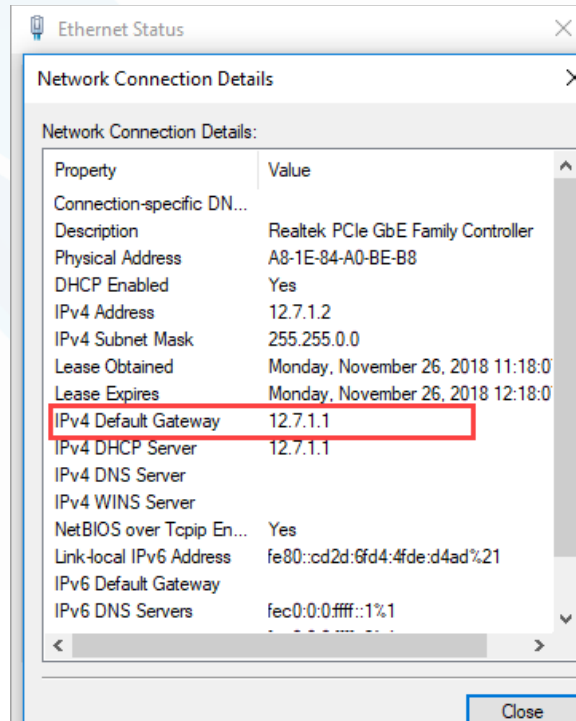 Ethernet Status
Network Connection Details
Network Connection Details:
Property Value
Connection-specific DN...
Description Realtek PCIe GbE Family Controller
Physical Address A8-1E-84-A0-BE-B8
DHCP Enabled Yes
IPv4 Address 12.7.1.2
IPv4 Subnet Mask 255.255.0.0
Lease Obtained Monday, November 26, 2018 11:18:0
Lease Expires Monday, November 26, 2018 12:18:0
IPv4 Default Gateway 12.7.1.1
IPv4 DHCP Server 12.7.1.1
IPv4 DNS Server
IPv4 WINS Server
NetBIOS over Tcpip En... Yes
Link-local IPv6 Address fe80::cd2d:6fd4:4fde:d4ad%21
IPv6 Default Gateway
IPv6 DNS Servers fec0:0:0:ffff::1%1
Close